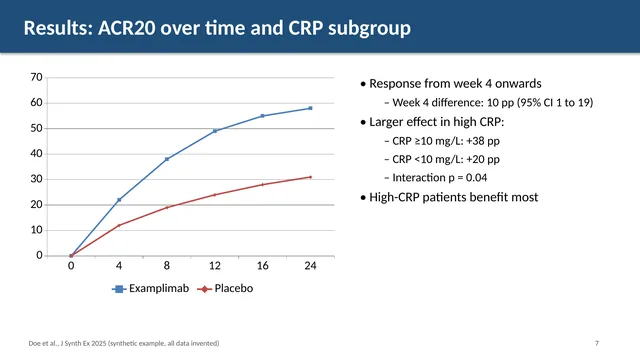 Results: ACR20 over time and CRP subgroup
70
60
50
40
30
20
10
0
0 4 8 12 16 24
Examplimab Placebo
• Response from week 4 onwards
– Week 4 difference: 10 pp (95% CI 1 to 19)
• Larger effect in high CRP:
– CRP ≥10 mg/L: +38 pp
– CRP <10 mg/L: +20 pp
– Interaction p = 0.04
• High-CRP patients benefit most
Doe et al., J Synth Ex 2025 (synthetic example, all data invented)
7